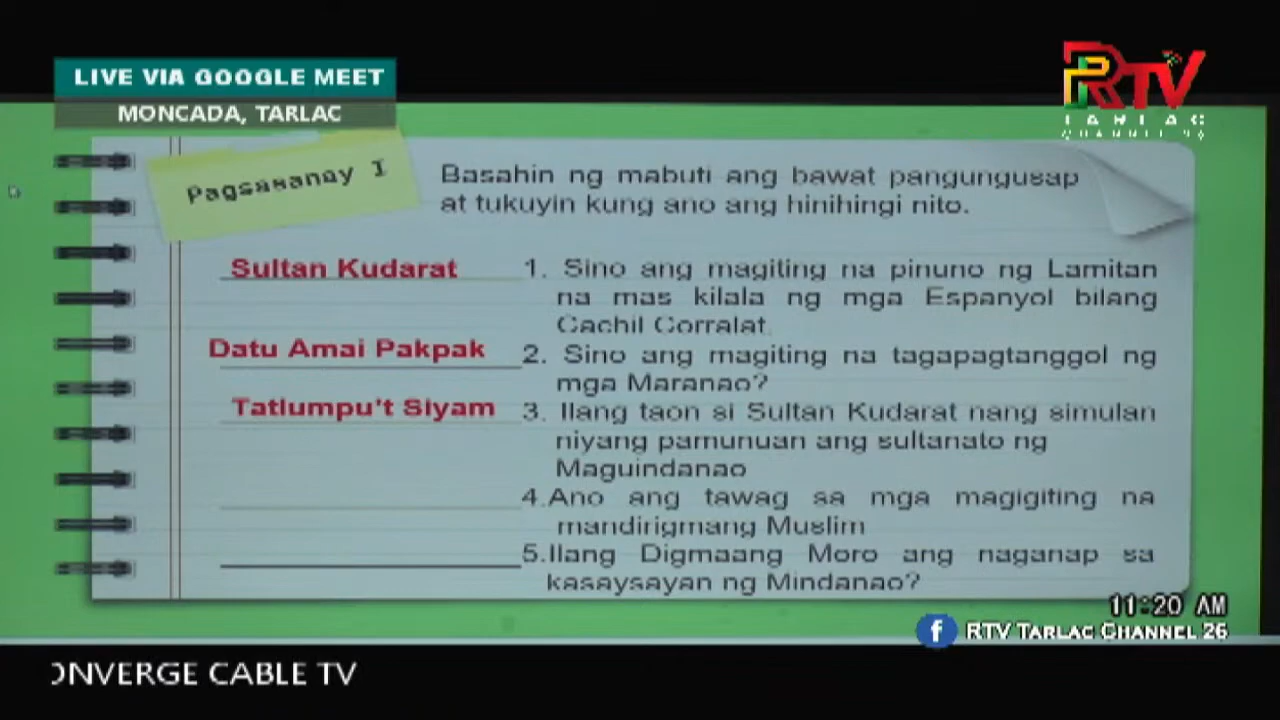 LIVE VIA GOOGLE MEET
MONCADA, TARLAC
RTV
TARLAC
CHANNEL 26
Pagsasanay I
Basahin ng mabuti ang bawat pangungusap
at tukuyin kung ano ang hinihingi nito.
Sultan Kudarat 1. Sino ang magiting na pinuno ng Lamitan
na mas kilala ng mga Espanyol bilang
Cachil Corralat
Datu Amai Pakpak 2. Sino ang magiting na tagapagtanggol ng
mga Maranao?
Tatlumpu't Siyam 3. Ilang taon si Sultan Kudarat nang simulan
niyang pamunuan ang sultanato ng
Maguindanao
4.Ano ang tawag sa mga magigiting na
mandirigmang Muslim
5.Ilang Digmaang Moro ang naganap sa
kasaysayan ng Mindanao?
11:20 AM
f RTV TARLAC CHANNEL 26
ONVERGE CABLE TV